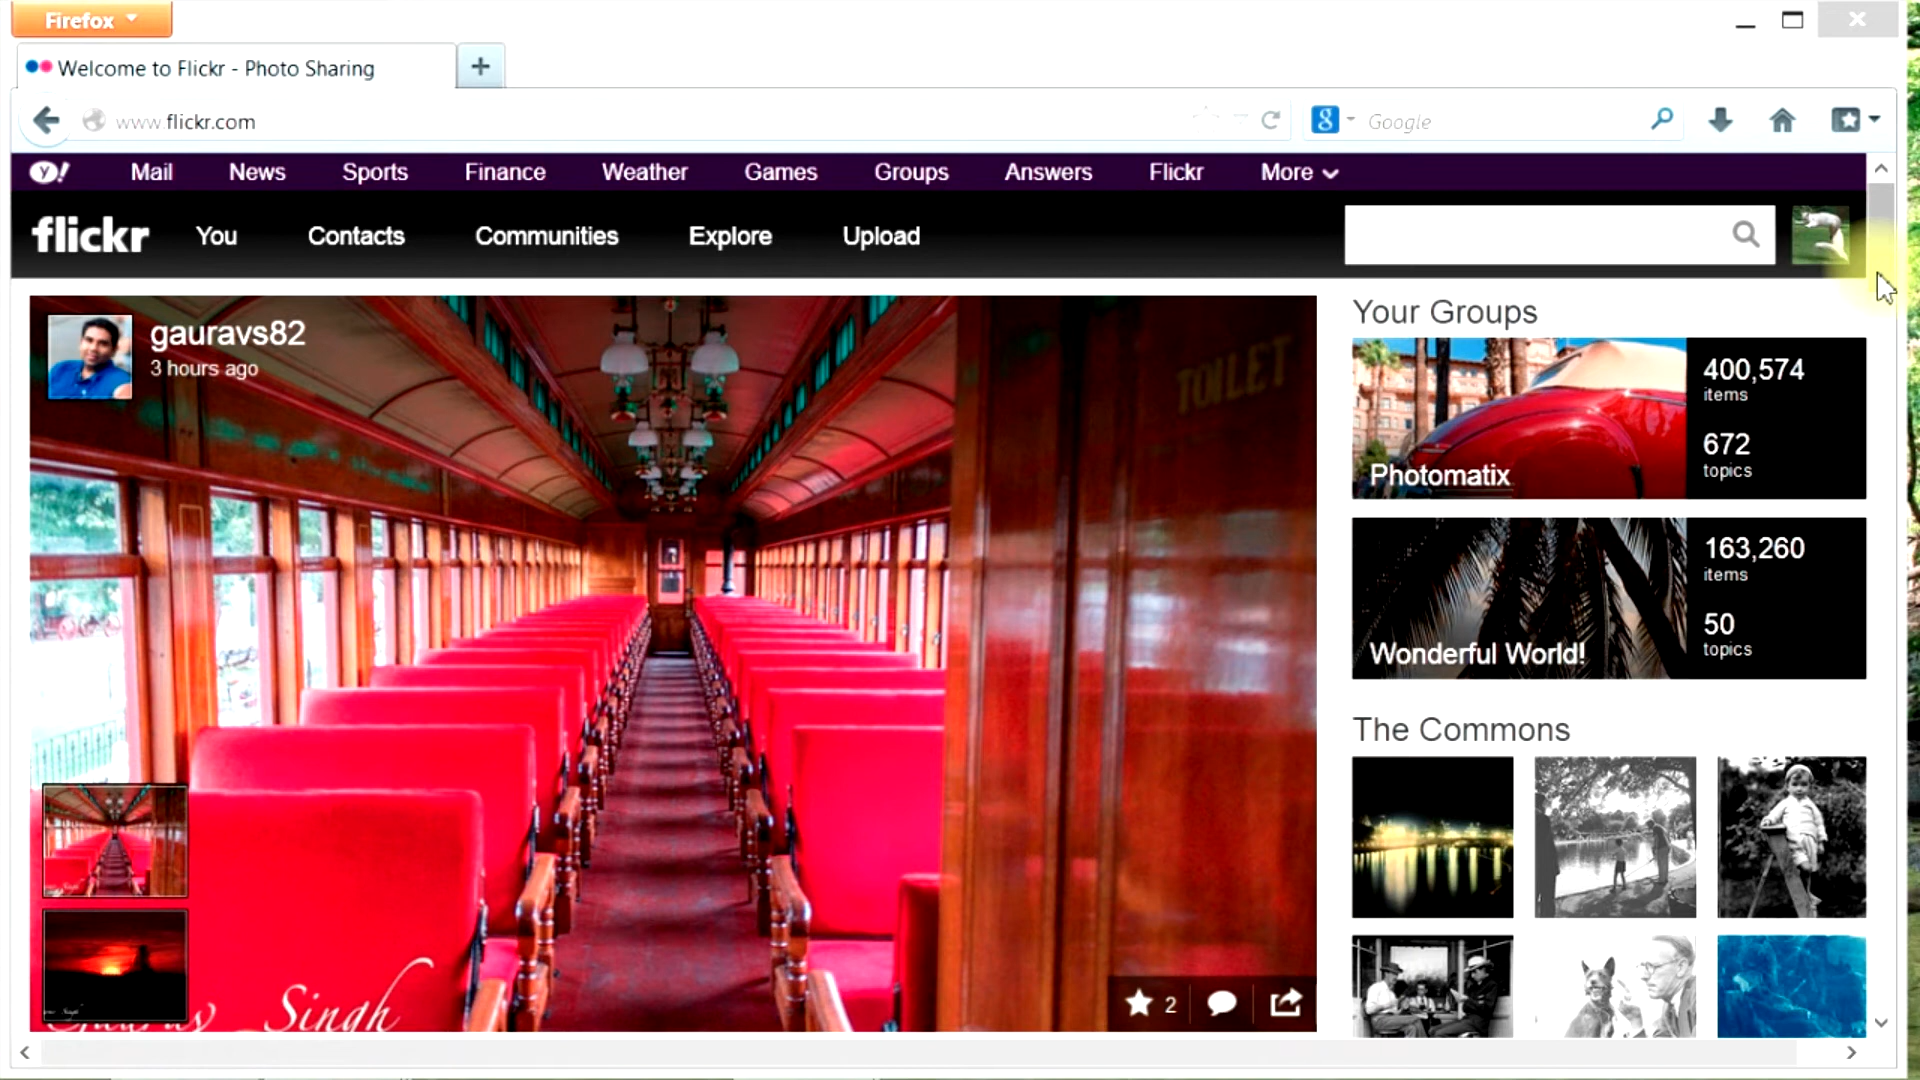 Firefox
Welcome to Flickr - Photo Sharing
www.flickr.com
Google
Y! Mail News Sports Finance Weather Games Groups Answers Flickr More
flickr You Contacts Communities Explore Upload
gauravs82
3 hours ago
TOILET
Your Groups
400,574
items
672
topics
Photomatix
163,260
items
50
topics
Wonderful World!
The Commons
2
Gaurav Singh